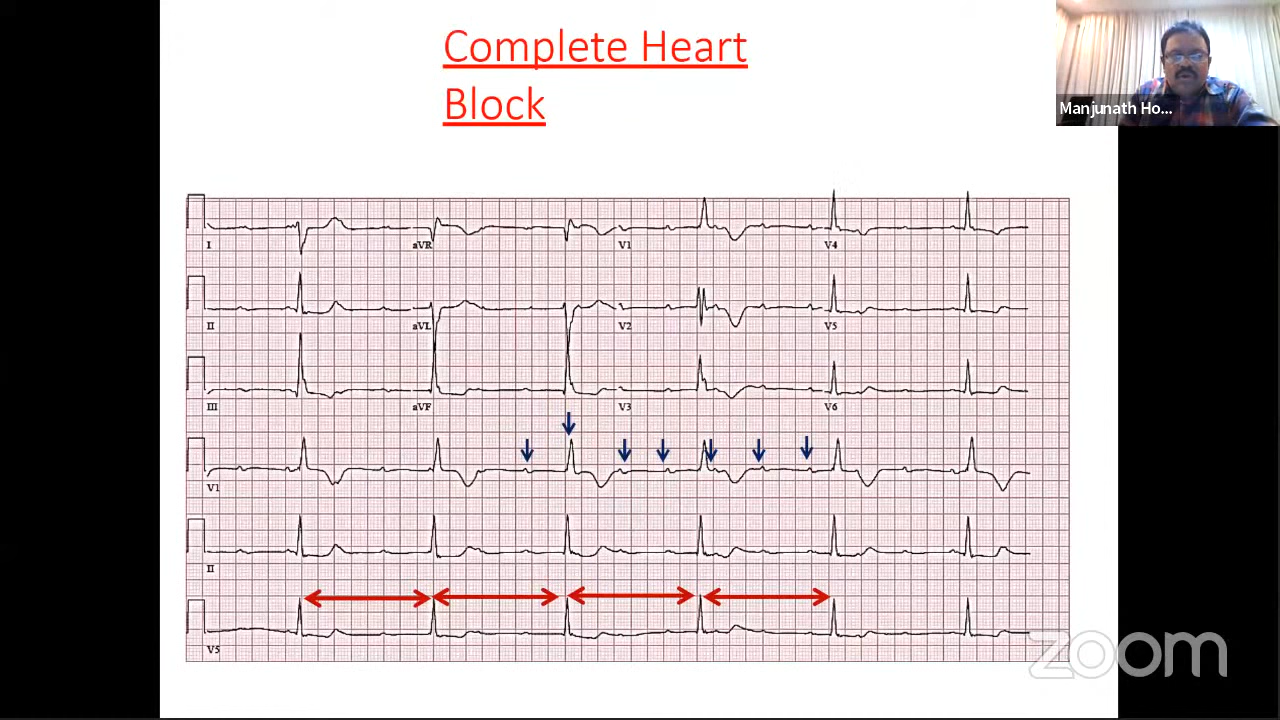 Complete Heart
Block
Manjunath Ho...
I aVR V1 V4
II aVL V2 V5
III aVF V3 V6
V1
II
V5
zoom